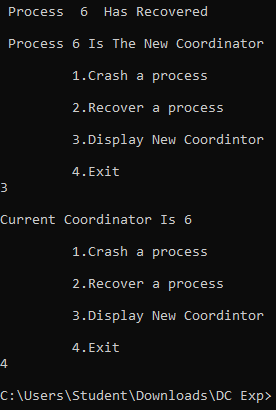 Process  6  Has Recovered
Process 6 Is The New Coordinator
1.Crash a process
2.Recover a process
3.Display New Coordintor
4.Exit
3
Current Coordinator Is 6
1.Crash a process
2.Recover a process
3.Display New Coordintor
4.Exit
4
C:\Users\Student\Downloads\DC Exp>